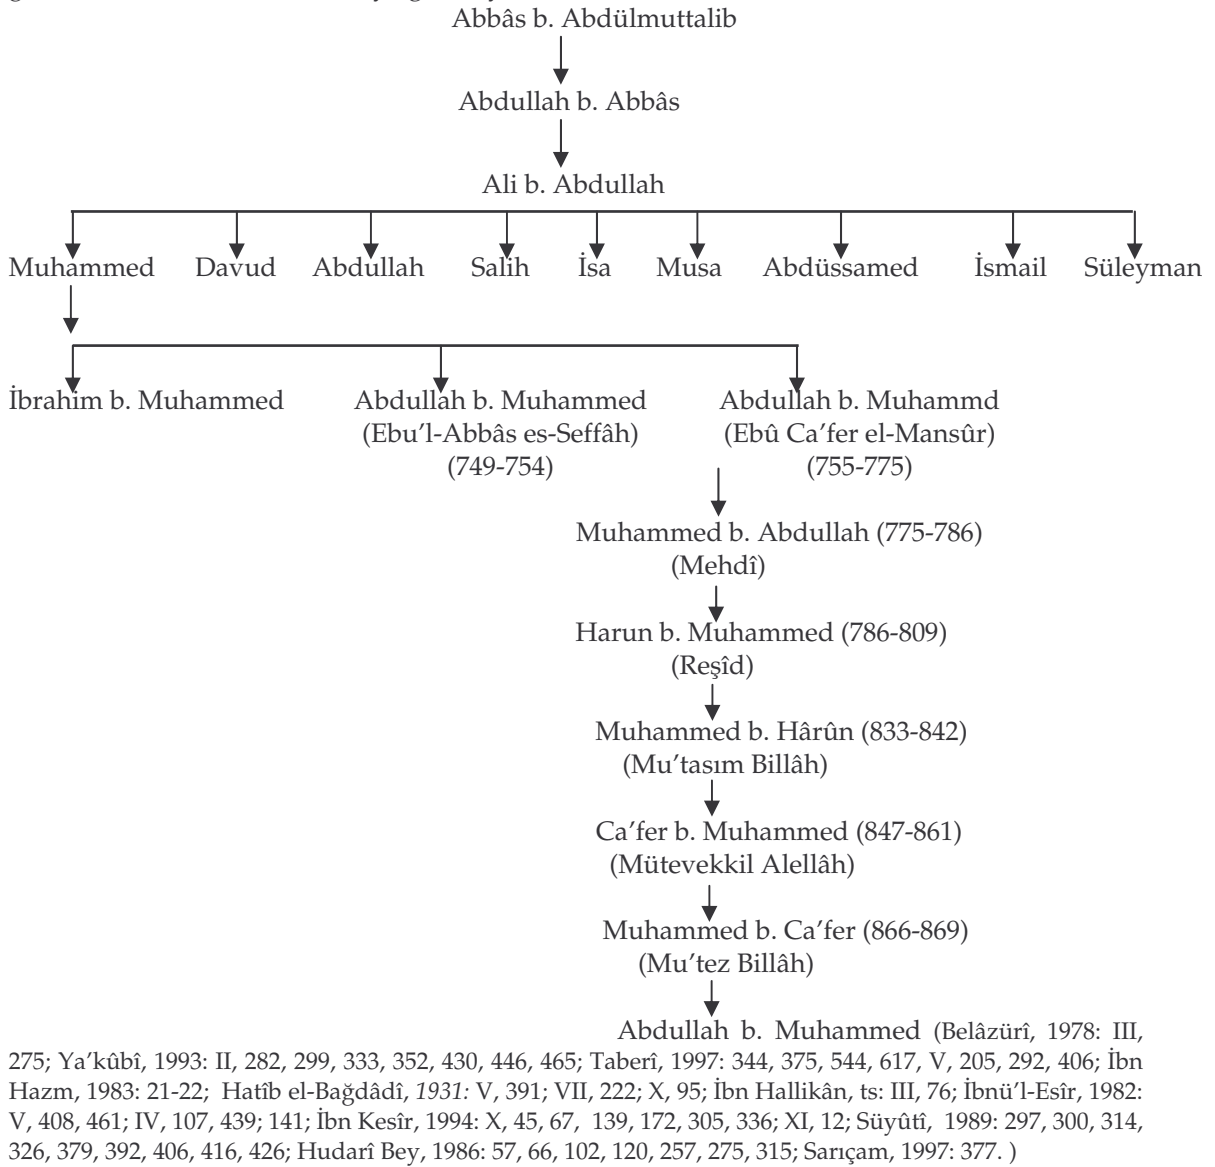 Abbâs b. Abdülmuttalib
Abdullah b. Abbâs
Ali b. Abdullah
Muhammed Davud Abdullah Salih İsa Musa Abdüssamed İsmail Süleyman
İbrahim b. Muhammed Abdullah b. Muhammed Abdullah b. Muhammd
(Ebu’l-Abbâs es-Seffâh) (Ebû Ca’fer el-Mansûr)
(749-754) (755-775)
Muhammed b. Abdullah (775-786)
(Mehdî)
Harun b. Muhammed (786-809)
(Reşîd)
Muhammed b. Hârûn (833-842)
(Mu’tasım Billâh)
Ca’fer b. Muhammed (847-861)
(Mütevekkil Alellâh)
Muhammed b. Ca’fer (866-869)
(Mu’tez Billâh)
Abdullah b. Muhammed (Belâzürî, 1978: III,
275; Ya’kûbî, 1993: II, 282, 299, 333, 352, 430, 446, 465; Taberî, 1997: 344, 375, 544, 617, V, 205, 292, 406; İbn
Hazm, 1983: 21-22; Hatîb el-Bağdâdî, 1931: V, 391; VII, 222; X, 95; İbn Hallikân, ts: III, 76; İbnü’l-Esîr, 1982:
V, 408, 461; IV, 107, 439; 141; İbn Kesîr, 1994: X, 45, 67, 139, 172, 305, 336; XI, 12; Süyûtî, 1989: 297, 300, 314,
326, 379, 392, 406, 416, 426; Hudarî Bey, 1986: 57, 66, 102, 120, 257, 275, 315; Sarıçam, 1997: 377. )